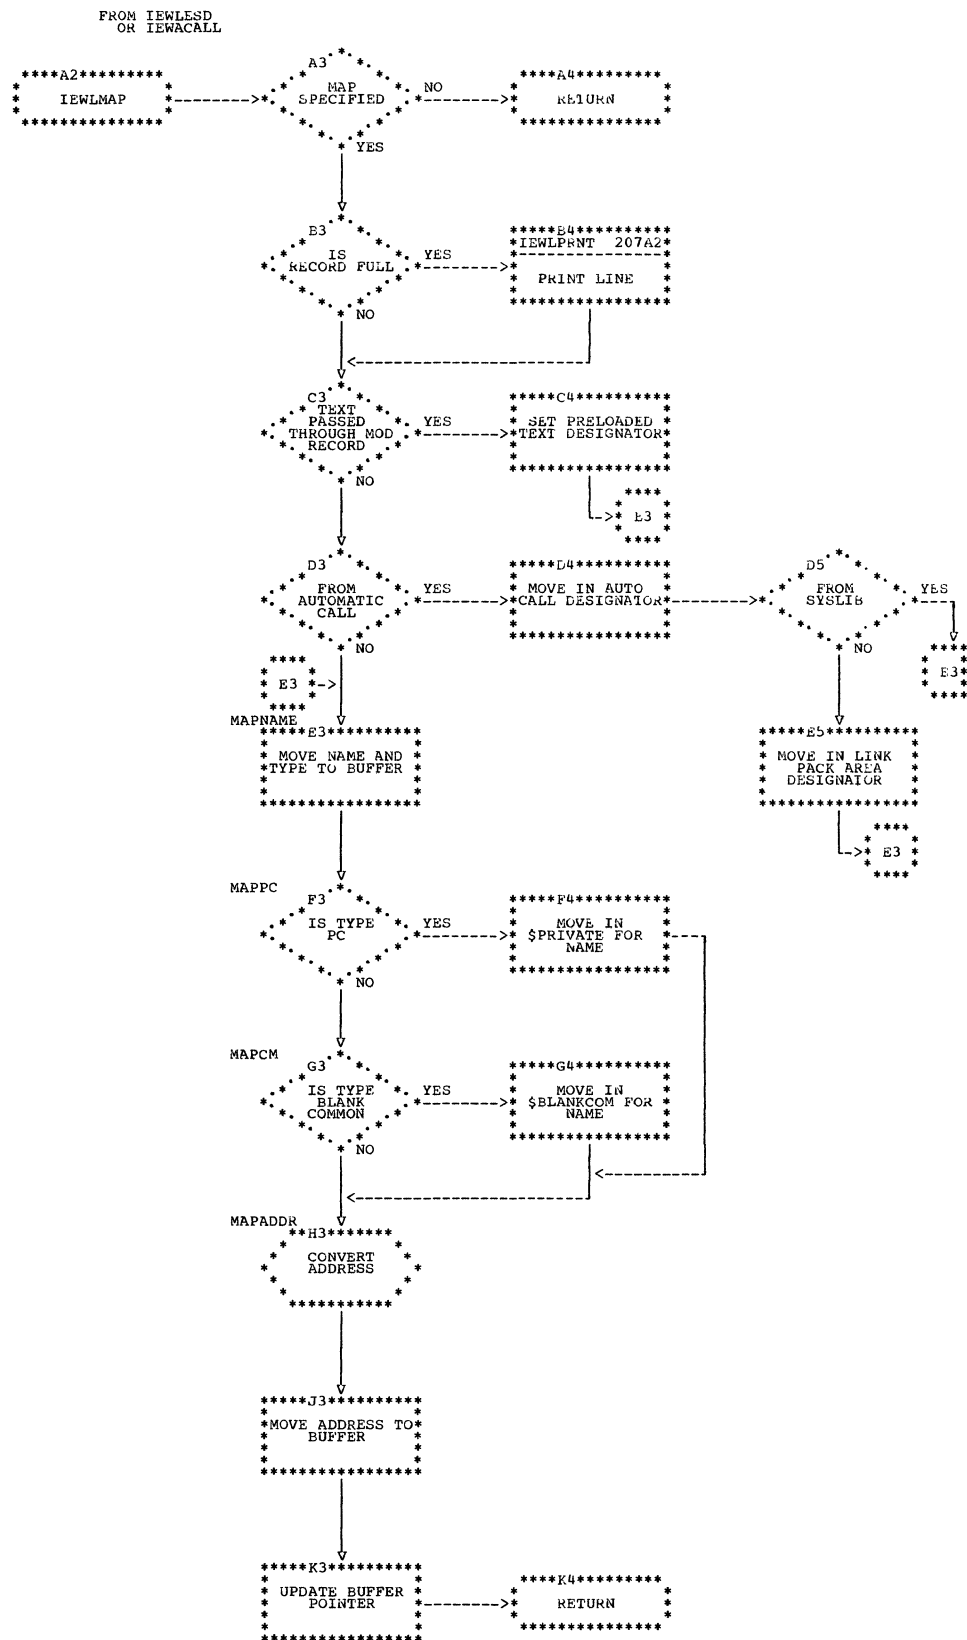 FROM IEWLESD
OR IEWACALL
A2
IEWLMAP
A3
MAP
SPECIFIED
NO
YES
A4
RETURN
B3
IS
RECORD FULL
YES
NO
B4
IEWLPRNT 207A2
PRINT LINE
C3
TEXT
PASSED
THROUGH MOD
RECORD
YES
NO
C4
SET PRELOADED
TEXT DESIGNATOR
E3
D3
FROM
AUTOMATIC
CALL
YES
NO
D4
MOVE IN AUTO
CALL DESIGNATOR
D5
FROM
SYSLIB
YES
NO
E3
E3
MAPNAME
E3
MOVE NAME AND
TYPE TO BUFFER
E5
MOVE IN LINK
PACK AREA
DESIGNATOR
E3
MAPPC
F3
IS TYPE
PC
YES
NO
F4
MOVE IN
$PRIVATE FOR
NAME
MAPCM
G3
IS TYPE
BLANK
COMMON
YES
NO
G4
MOVE IN
$BLANKCOM FOR
NAME
MAPADDR
H3
CONVERT
ADDRESS
J3
MOVE ADDRESS TO
BUFFER
K3
UPDATE BUFFER
POINTER
K4
RETURN